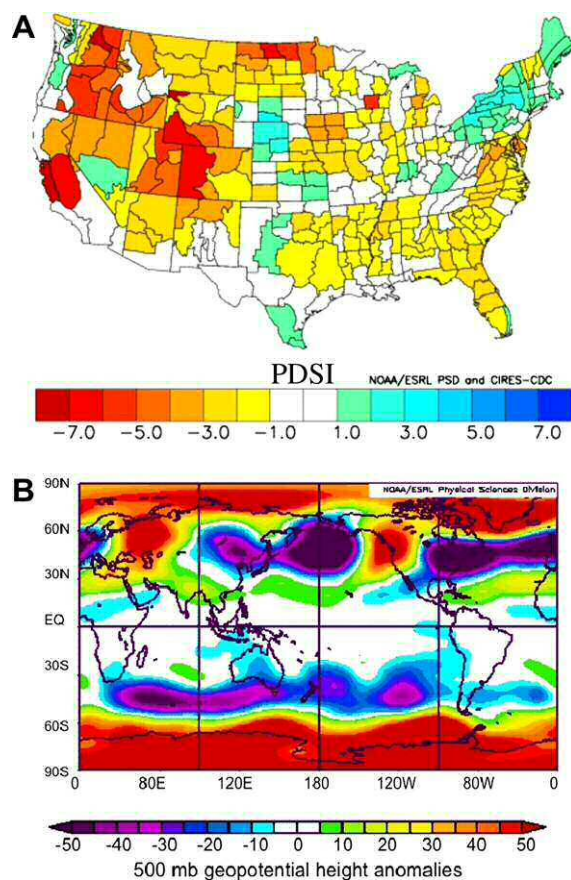 A
PDSI
NOAA/ESRL PSD and CIRES-CDC
-7.0 -5.0 -3.0 -1.0 1.0 3.0 5.0 7.0
B
NOAA/ESRL Physical Sciences Division
90N
60N
30N
EQ
30S
60S
90S
0 80E 120E 180 120W 80W 0
-50 -40 -30 -20 -10 0 10 20 30 40 50
500 mb geopotential height anomalies